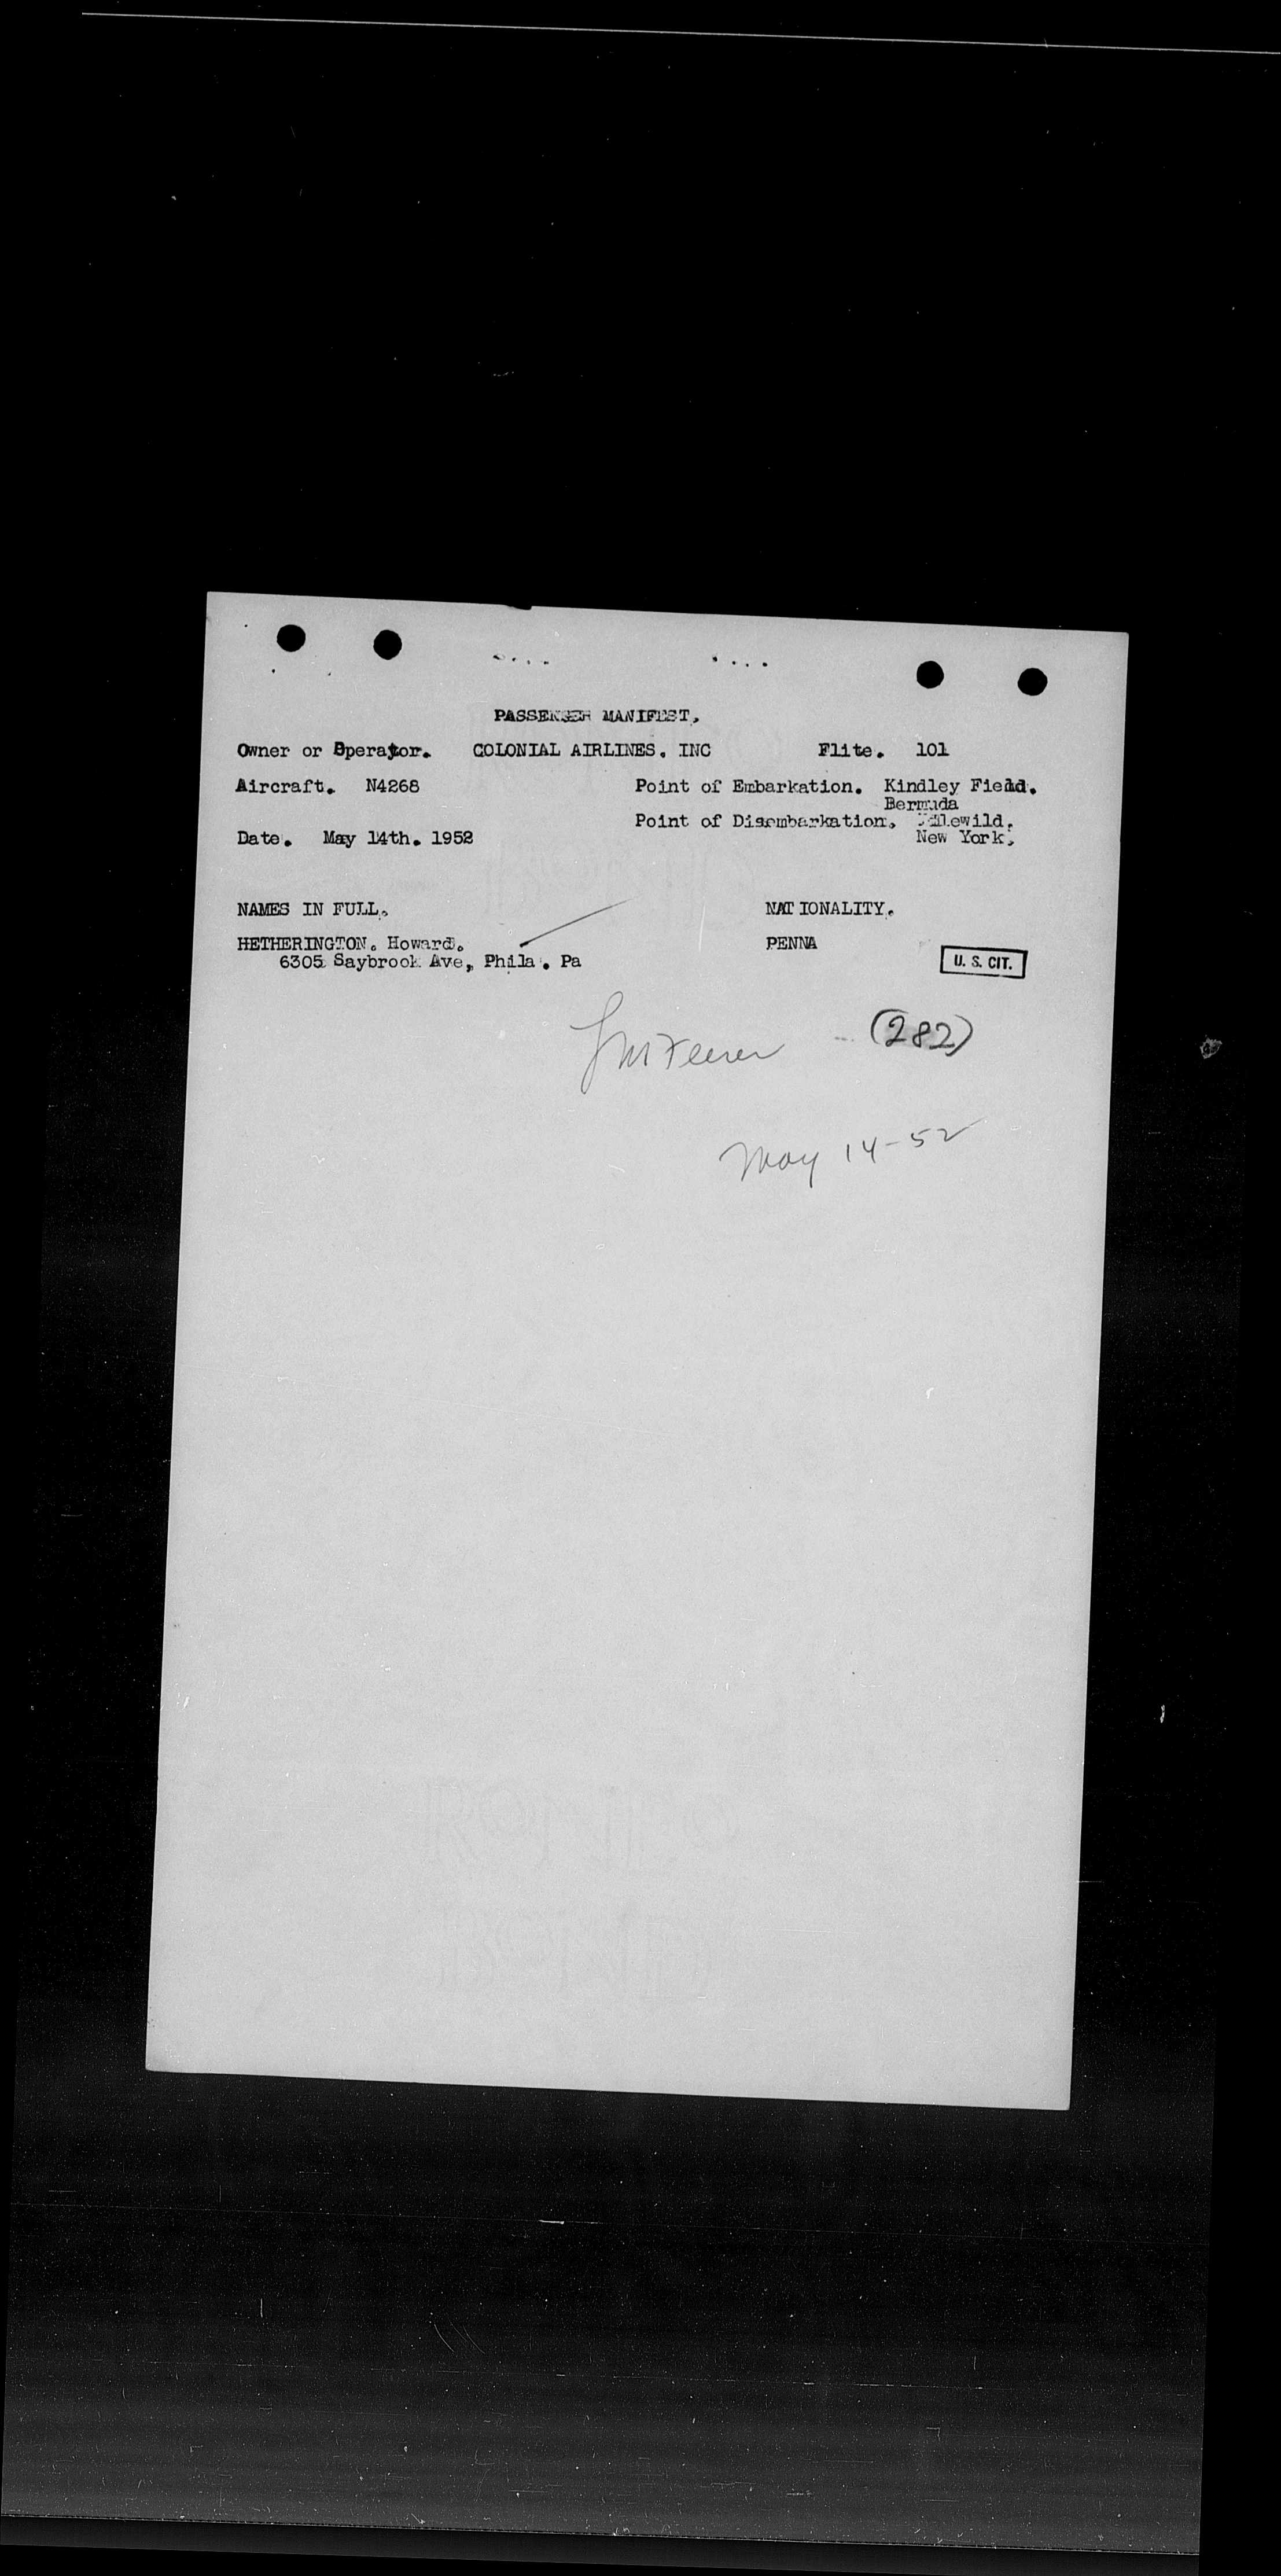 PASSENGER MANIFEST.
Owner or Operator. COLONIAL AIRLINES. INC Flite. 101
Aircraft. N4268 Point of Embarkation. Kindley Field.
Bermuda
Point of Disembarkation. Idlewild.
Date. May 14th. 1952 New York.
NAMES IN FULL. NATIONALITY.
HETHERINGTON. Howard. PENNA
6305 Saybrook Ave, Phila. Pa U. S. CIT.
(282)
May 14-52